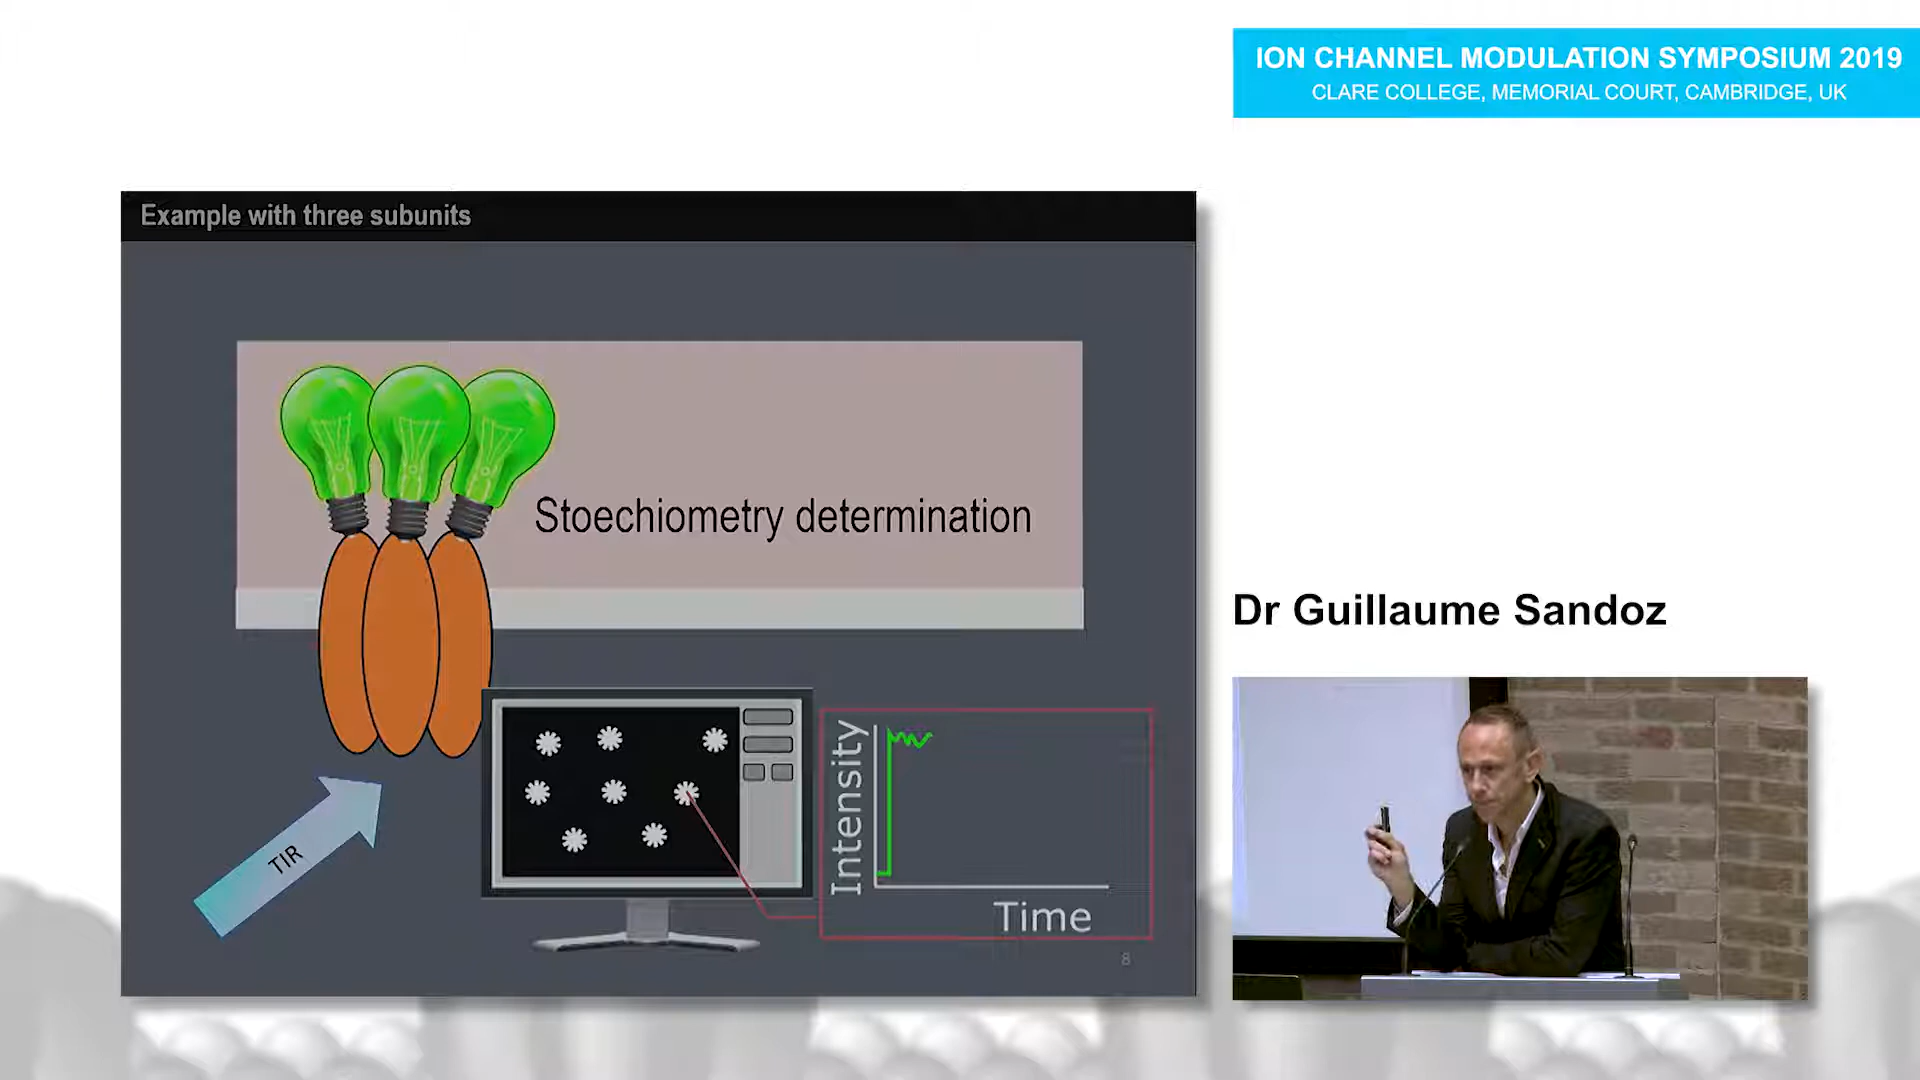 ION CHANNEL MODULATION SYMPOSIUM 2019
CLARE COLLEGE, MEMORIAL COURT, CAMBRIDGE, UK
Example with three subunits
Stoechiometry determination
TIR
Intensity
Time
8
Dr Guillaume Sandoz